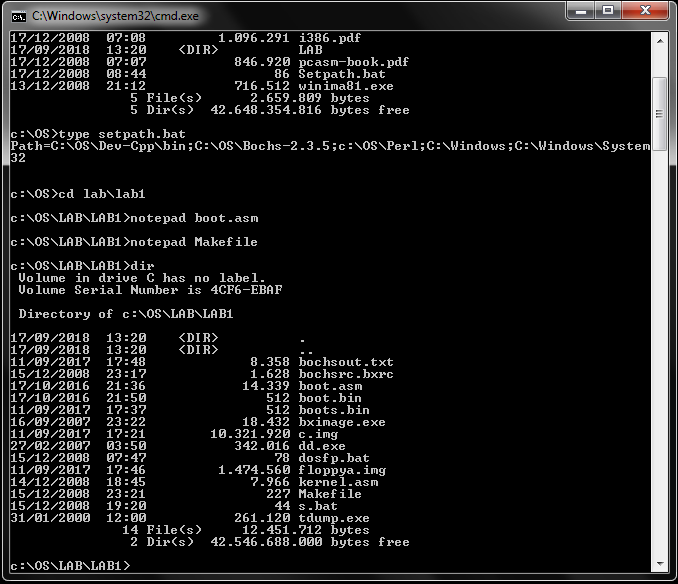 C:\Windows\system32\cmd.exe
17/12/2008  07:08         1.096.291 i386.pdf
17/09/2018  13:20    <DIR>          LAB
17/12/2008  07:07           846.920 pcasm-book.pdf
17/12/2008  08:44                86 Setpath.bat
13/12/2008  21:12           716.512 winima81.exe
               5 File(s)      2.659.809 bytes
               5 Dir(s)  42.648.354.816 bytes free
c:\OS>type setpath.bat
Path=C:\OS\Dev-Cpp\bin;C:\OS\Bochs-2.3.5;c:\OS\Perl;C:\Windows;C:\Windows\System
32
c:\OS>cd lab\lab1
c:\OS\LAB\LAB1>notepad boot.asm
c:\OS\LAB\LAB1>notepad Makefile
c:\OS\LAB\LAB1>dir
 Volume in drive C has no label.
 Volume Serial Number is 4CF6-EBAF
 Directory of c:\OS\LAB\LAB1
17/09/2018  13:20    <DIR>          .
17/09/2018  13:20    <DIR>          ..
11/09/2017  17:48             8.358 bochsout.txt
15/12/2008  23:17             1.628 bochsrc.bxrc
17/10/2016  21:36            14.339 boot.asm
17/10/2016  21:50               512 boot.bin
11/09/2017  17:37               512 boots.bin
16/09/2007  23:22            18.432 bximage.exe
11/09/2017  17:21        10.321.920 c.img
27/02/2007  03:50           342.016 dd.exe
15/12/2008  07:47                78 dosfp.bat
11/09/2017  17:46         1.474.560 floppya.img
14/12/2008  18:45             7.966 kernel.asm
15/12/2008  23:21               227 Makefile
15/12/2008  19:20                44 s.bat
31/01/2000  12:00           261.120 tdump.exe
              14 File(s)     12.451.712 bytes
               2 Dir(s)  42.546.688.000 bytes free
c:\OS\LAB\LAB1>